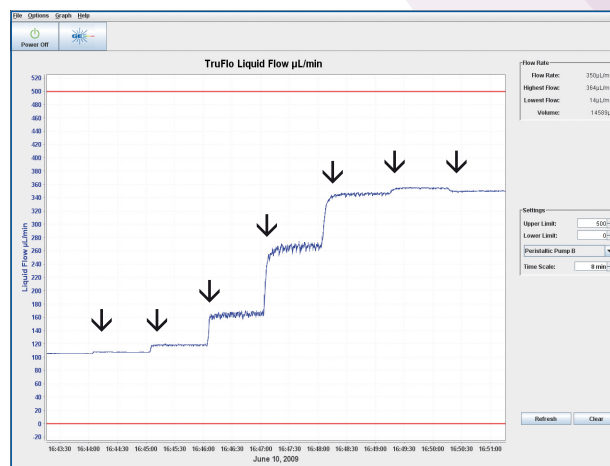 File Options Graph Help
Power Off
GE
TruFlo Liquid Flow µL/min
Liquid Flow µL/min
520
500
480
460
440
420
400
380
360
340
320
300
280
260
240
220
200
180
160
140
120
100
80
60
40
20
0
-20
16:43:30 16:44:00 16:44:30 16:45:00 16:45:30 16:46:00 16:46:30 16:47:00 16:47:30 16:48:00 16:48:30 16:49:00 16:49:30 16:50:00 16:50:30 16:51:00
June 10, 2009
Flow Rate
Flow Rate: 350µL/m
Highest Flow: 364µL/m
Lowest Flow: 14µL/m
Volume: 14589µ
Settings
Upper Limit: 500
Lower Limit: 0
Peristaltic Pump B
Time Scale: 8 min
Refresh Clear